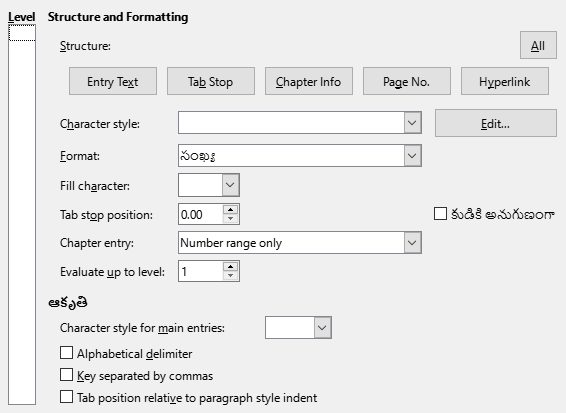 Level Structure and Formatting
Structure: All
Entry Text Tab Stop Chapter Info Page No. Hyperlink
Character style: Edit...
Format: సంఖ్య
Fill character:
Tab stop position: 0.00 కుడికి అనుగుణంగా
Chapter entry: Number range only
Evaluate up to level: 1
ఆకృతి
Character style for main entries:
Alphabetical delimiter
Key separated by commas
Tab position relative to paragraph style indent